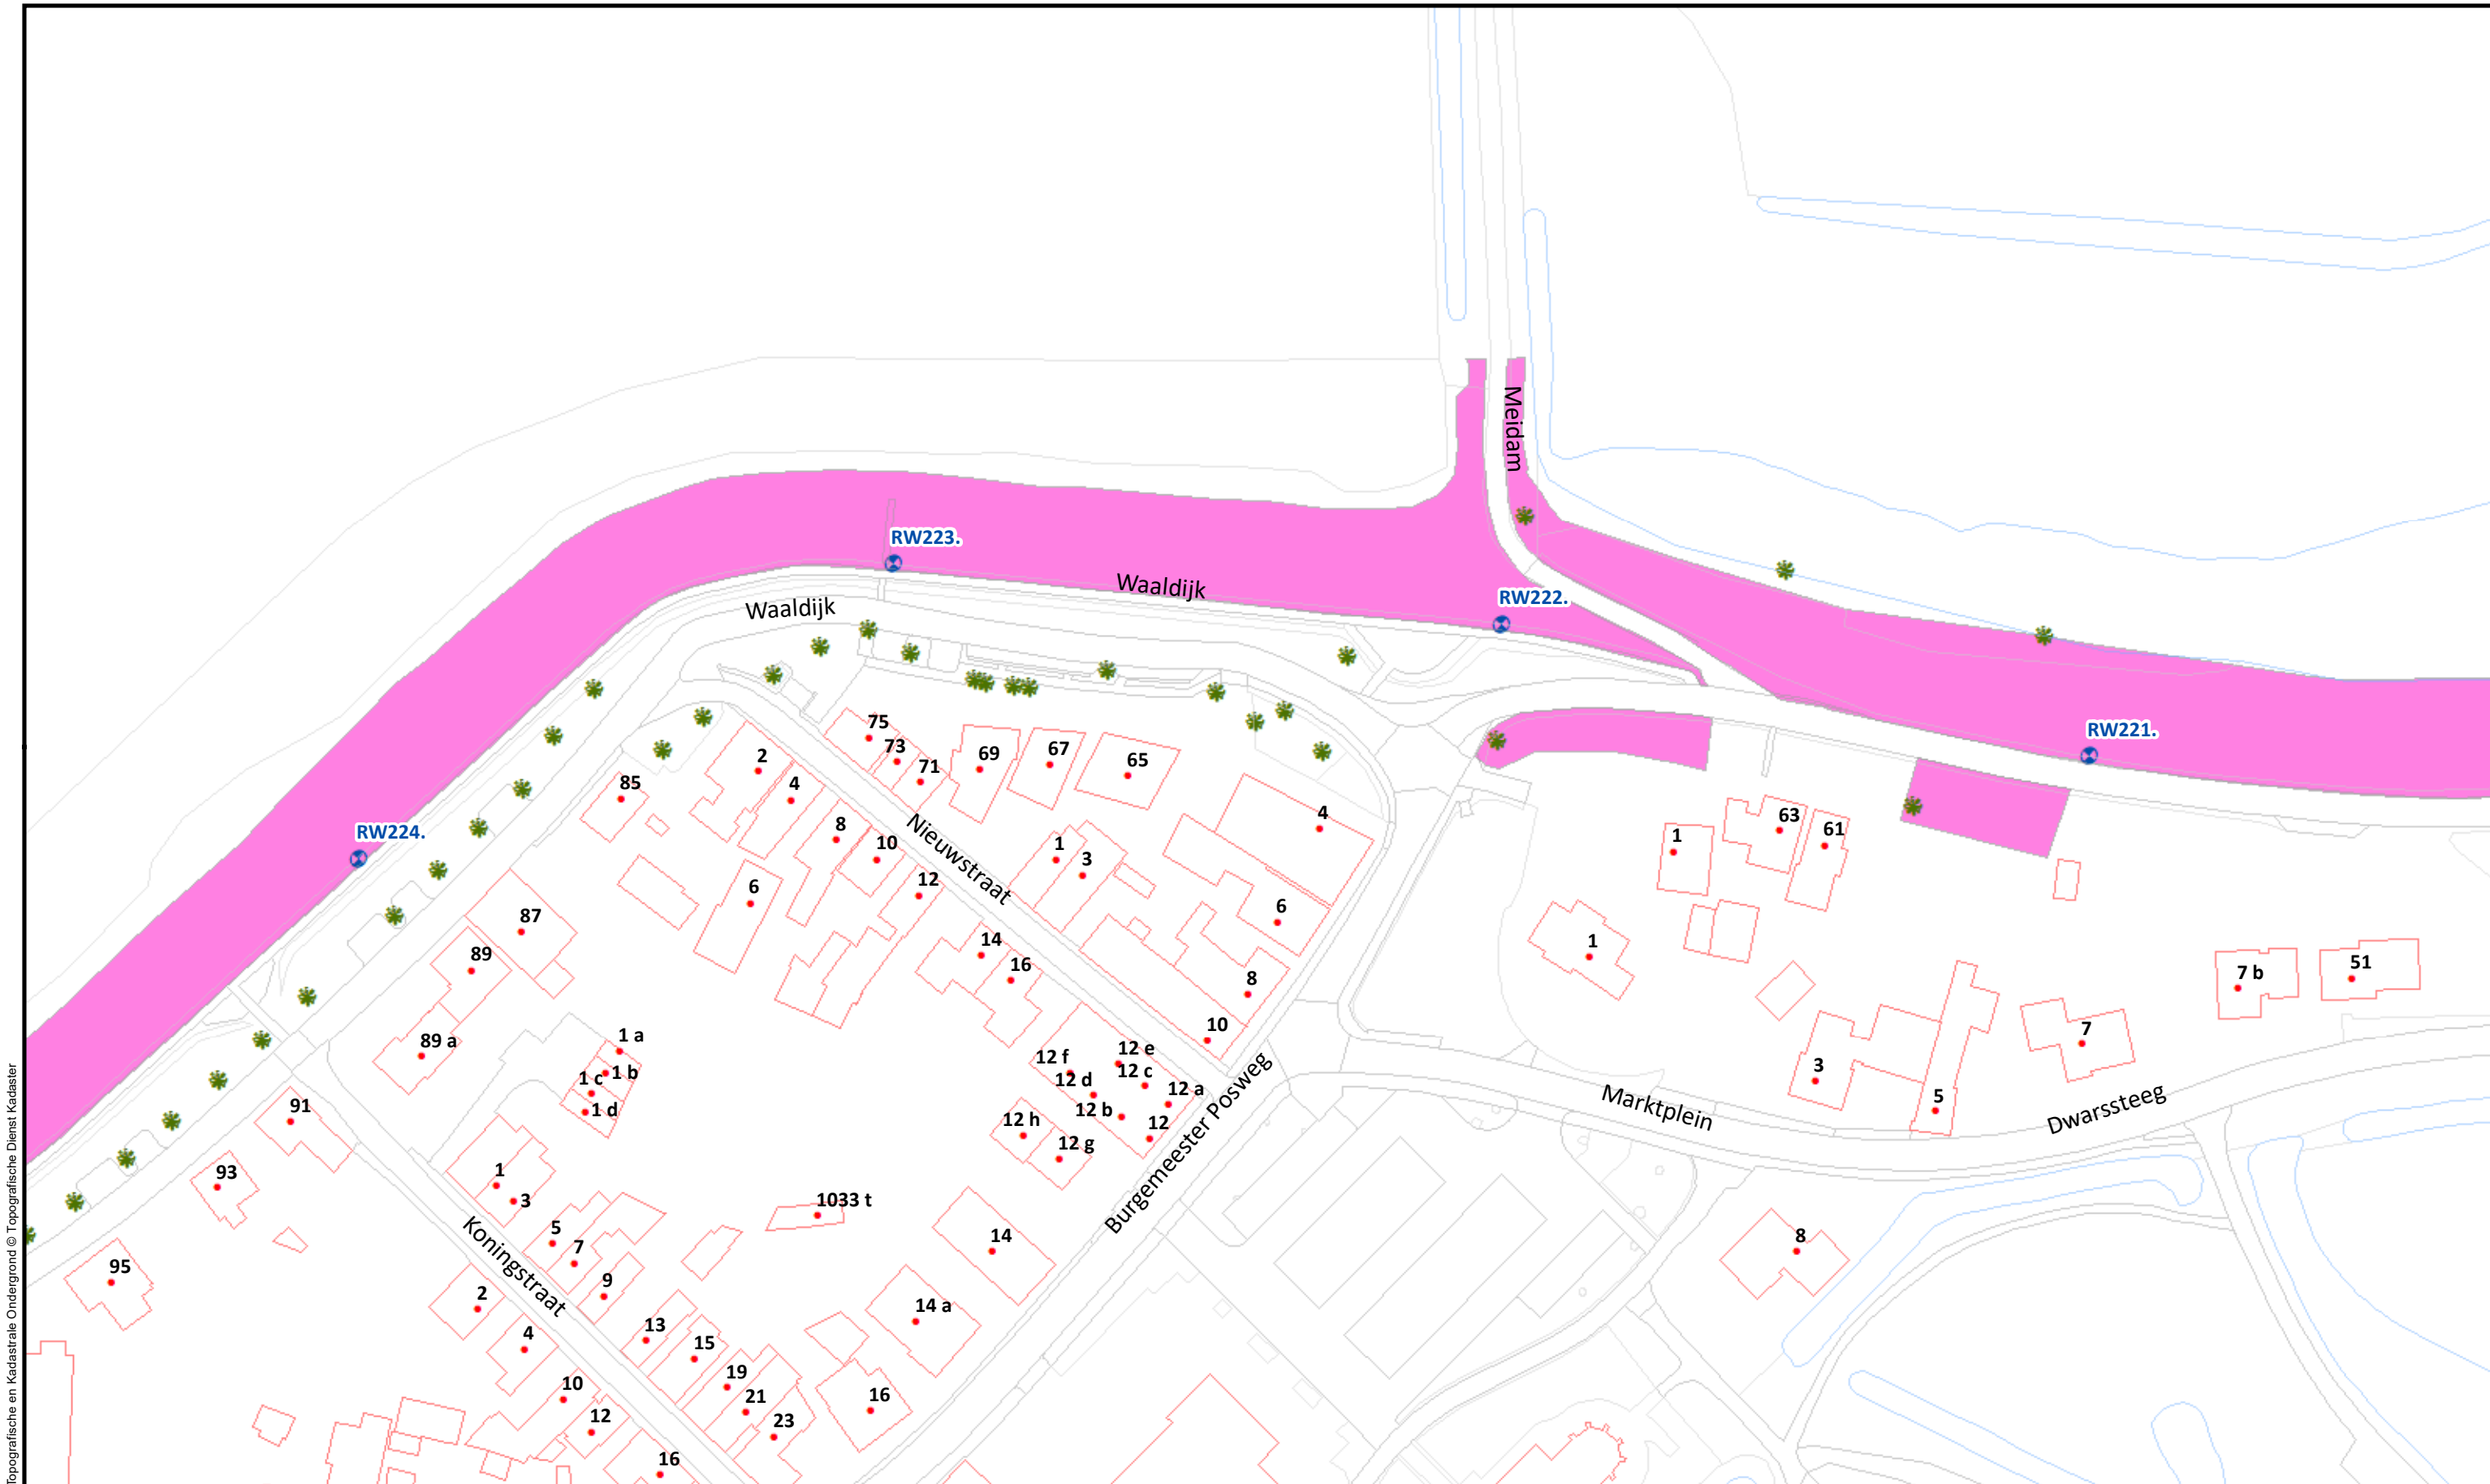 Meidam
RW223.
Waaldijk
RW222.
Waaldijk
RW221.
75
73
71
69
67
65
2
4
85
8
10
Nieuwstraat
12
6
1
3
4
6
8
10
63
61
1
1
RW224.
87
89
89 a
14
16
1 a
1 b
1 c
1 d
12 f
12 e
12 c
12 d
12 a
12 b
12
12 h
12 g
Burgemeester Posweg
7 b
51
7
3
5
Marktplein
Dwarssteeg
91
93
95
1
3
5
7
9
Koningstraat
1033 t
14
14 a
8
2
4
13
15
19
21
23
16
10
12
16
Topografische en Kadastrale Ondergrond © Topografische Dienst Kadaster